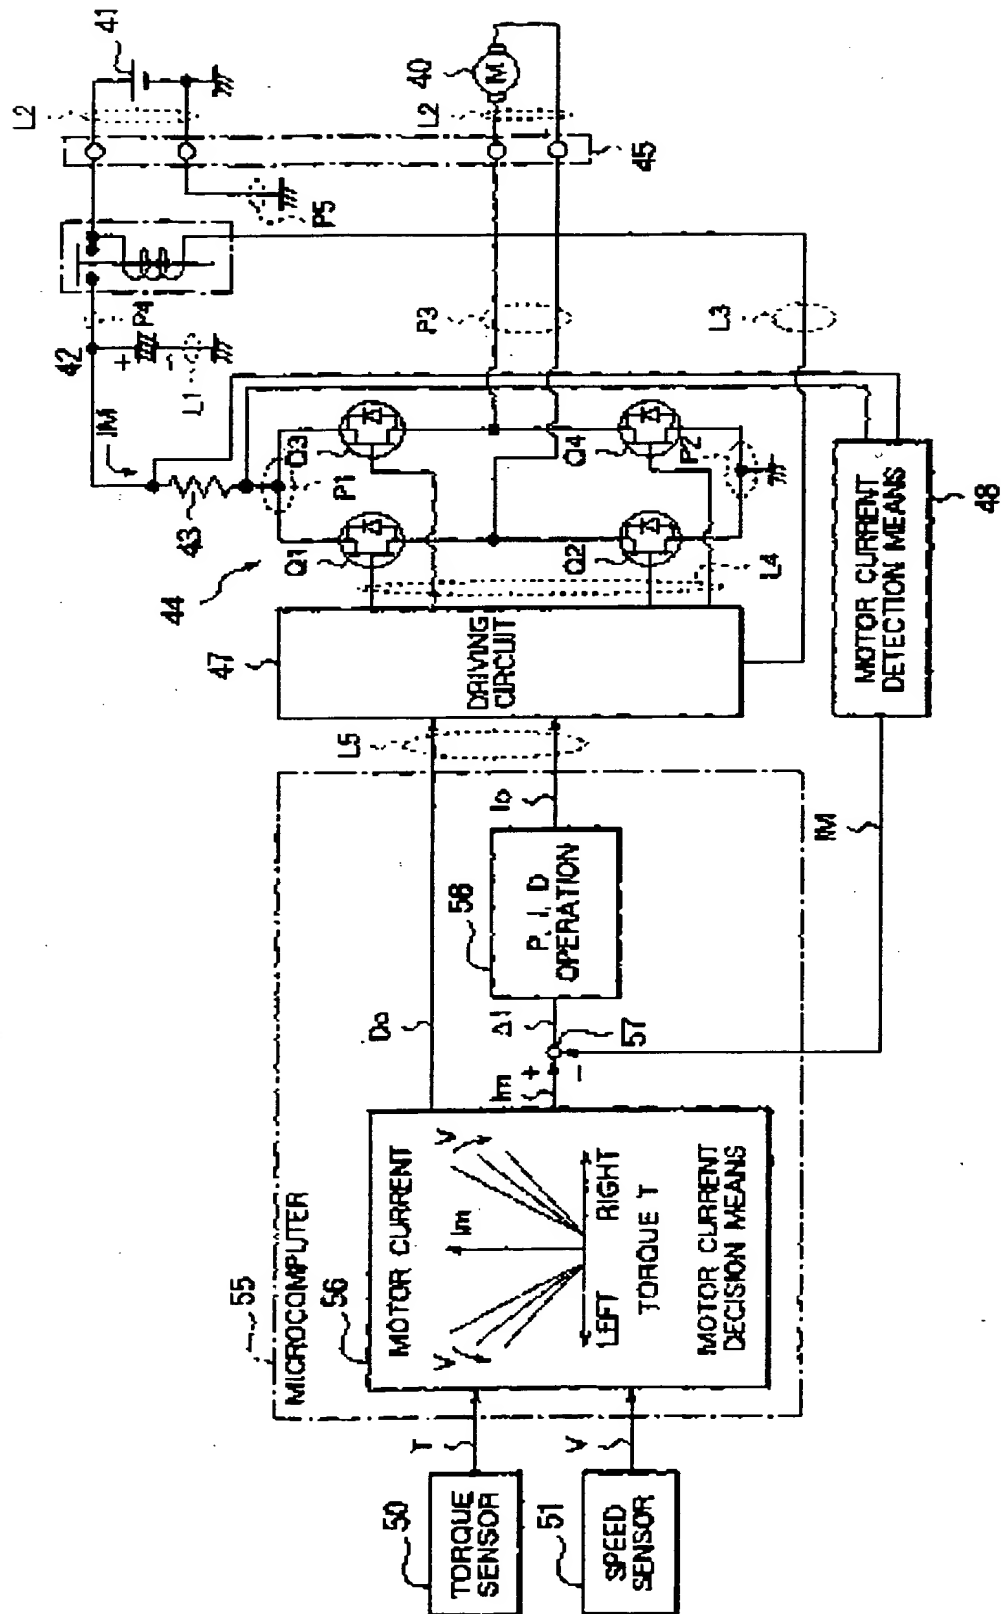 50
TORQUE
SENSOR
T
51
SPEED
SENSOR
V
55
MICROCOMPUTER
56
MOTOR CURRENT
Im
V
V
LEFT
RIGHT
TORQUE T
MOTOR CURRENT
DECISION MEANS
Do
Im
+
-
57
ΔI
58
P. I. D
OPERATION
Io
IM
L5
47
DRIVING
CIRCUIT
44
Q1
Q2
Q3
Q4
P1
P2
L4
43
IM
42
+
-
L1
P4
P3
L3
P5
L2
41
L2
40
M
45
MOTOR CURRENT
DETECTION MEANS
48